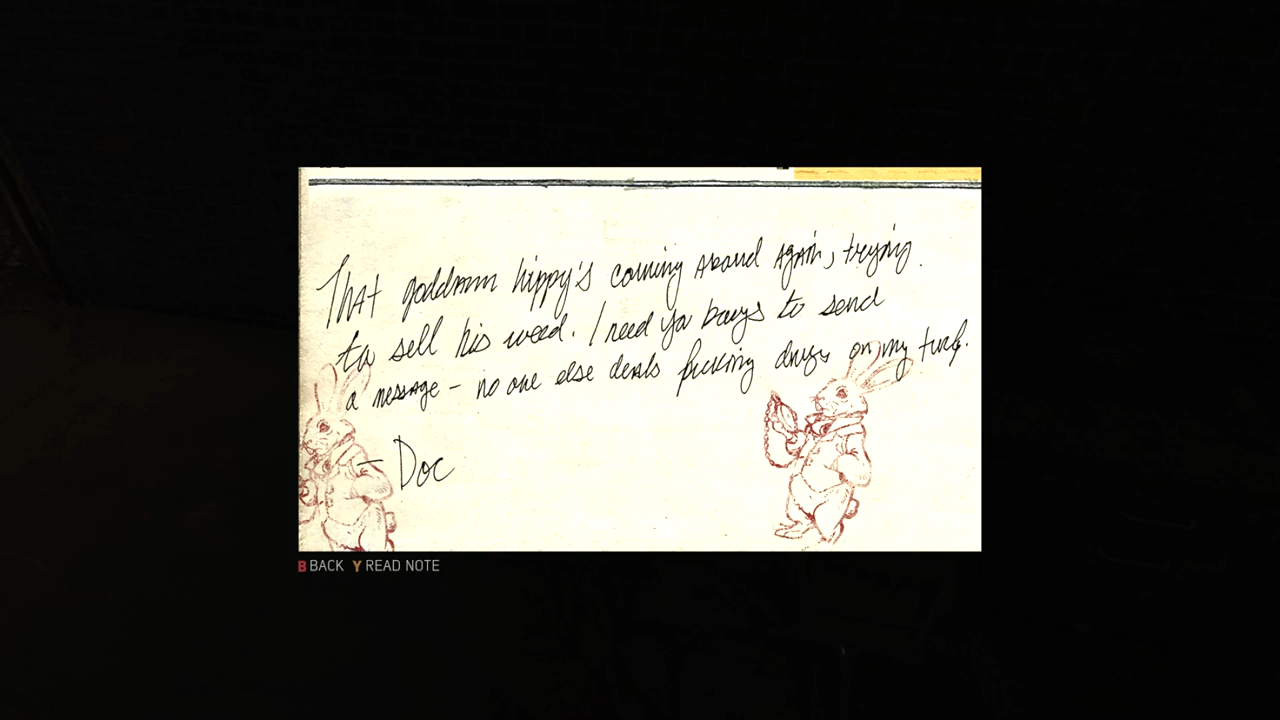 That goddamn hippy's coming around again, trying
to sell his weed. I need ya boys to send
a message – no one else deals fucking drugs on my turf.
– Doc
B BACK Y READ NOTE